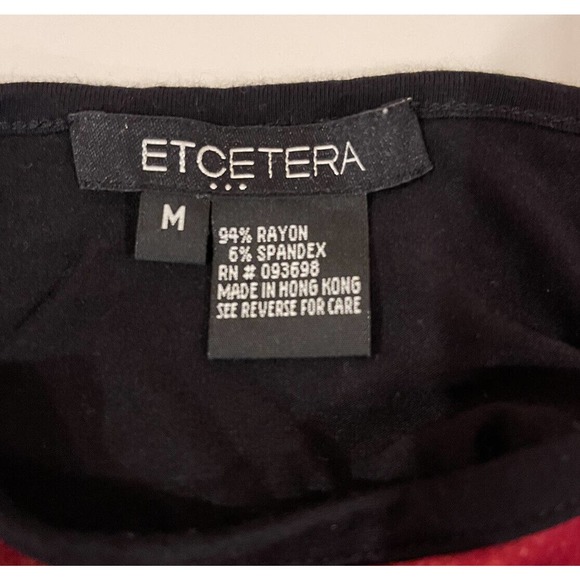 ETCETERA
...
M
94% RAYON
6% SPANDEX
RN # 093698
MADE IN HONG KONG
SEE REVERSE FOR CARE